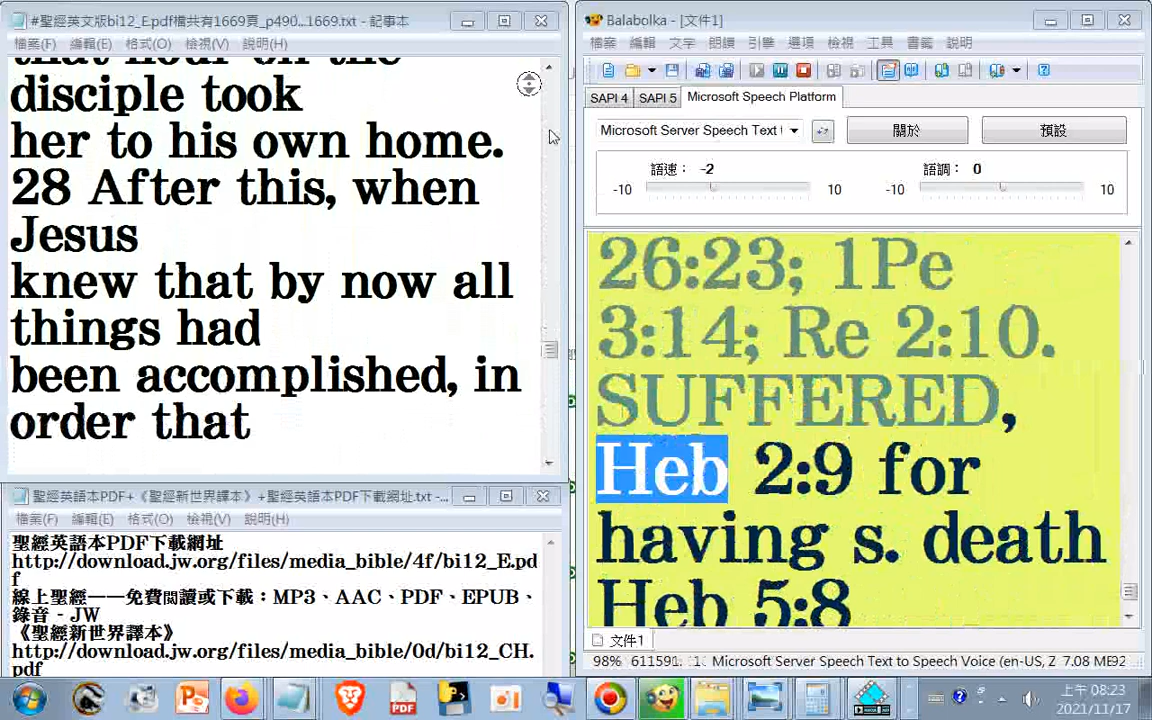 #聖經英文版bi12_E.pdf檔共有1669頁_p490...1669.txt - 記事本
檔案(F) 編輯(E) 格式(O) 檢視(V) 說明(H)
that hour on the
disciple took
her to his own home.
28 After this, when
Jesus
knew that by now all
things had
been accomplished, in
order that
聖經英語本PDF+《聖經新世界譯本》+聖經英語本PDF下載網址.txt -...
檔案(F) 編輯(E) 格式(O) 檢視(V) 說明(H)
聖經英語本PDF下載網址
http://download.jw.org/files/media_bible/4f/bi12_E.pd
f
線上聖經——免費閱讀或下載：MP3、AAC、PDF、EPUB、
錄音 - JW
《聖經新世界譯本》
http://download.jw.org/files/media_bible/0d/bi12_CH.
pdf
Balabolka - [文件1]
檔案 編輯 文字 朗讀 引擎 選項 檢視 工具 書籤 說明
SAPI 4 SAPI 5 Microsoft Speech Platform
Microsoft Server Speech Text 關於 預設
語速： -2 語調： 0
-10 10 -10 10
26:23; 1Pe
3:14; Re 2:10.
SUFFERED,
Heb 2:9 for
having s. death
Heb 5:8
文件1
98% 611591. Microsoft Server Speech Text to Speech Voice (en-US, Z 7.08 ME92
PDF
上午 08:23
2021/11/17